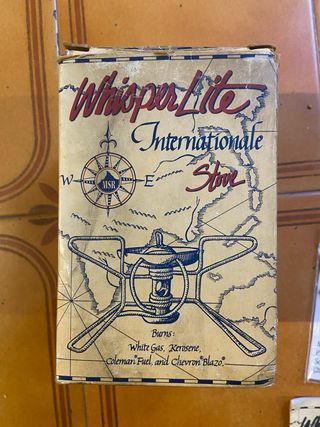 WhisperLite
Internationale
Stove
W
MSR
E
Burns:
White Gas, Kerosene,
Coleman® Fuel, and Chevron® Blazo®.